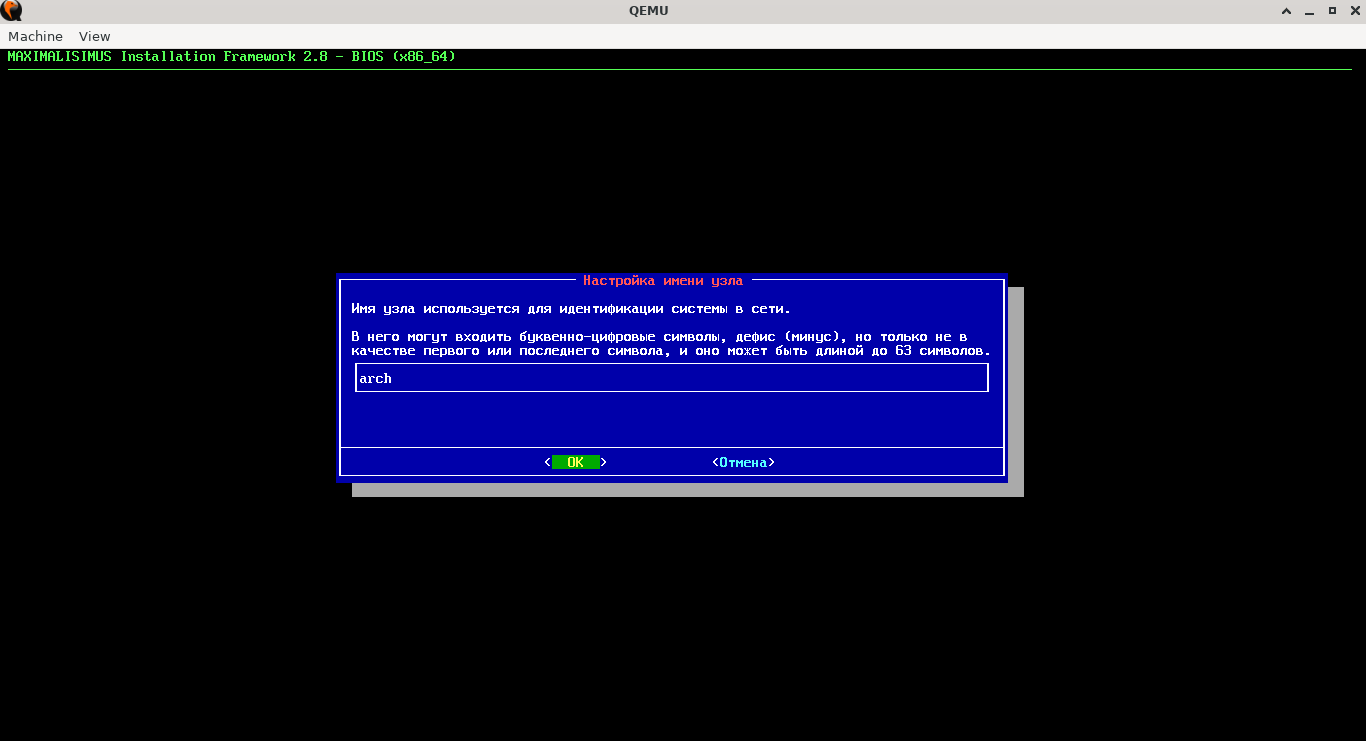 QEMU
Machine View
MAXIMALISIMUS Installation Framework 2.8 - BIOS (x86_64)
Настройка имени узла
Имя узла используется для идентификации системы в сети.
В него могут входить буквенно-цифровые символы, дефис (минус), но только не в
качестве первого или последнего символа, и оно может быть длиной до 63 символов.
arch
< OK > <Отмена>